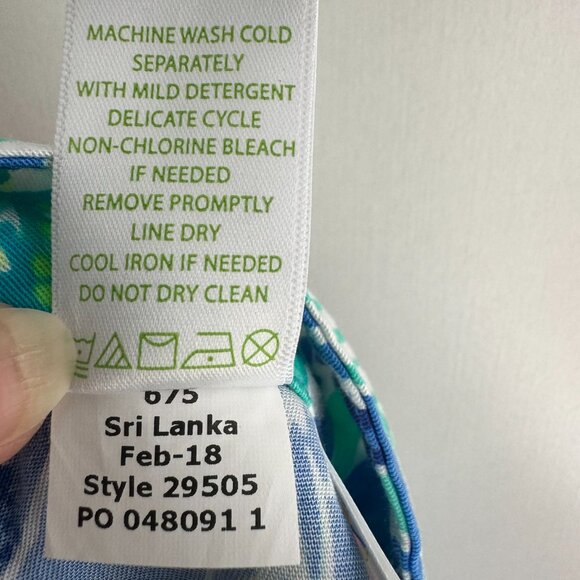 MACHINE WASH COLD
SEPARATELY
WITH MILD DETERGENT
DELICATE CYCLE
NON-CHLORINE BLEACH
IF NEEDED
REMOVE PROMPTLY
LINE DRY
COOL IRON IF NEEDED
DO NOT DRY CLEAN
675
Sri Lanka
Feb-18
Style 29505
PO 048091 1